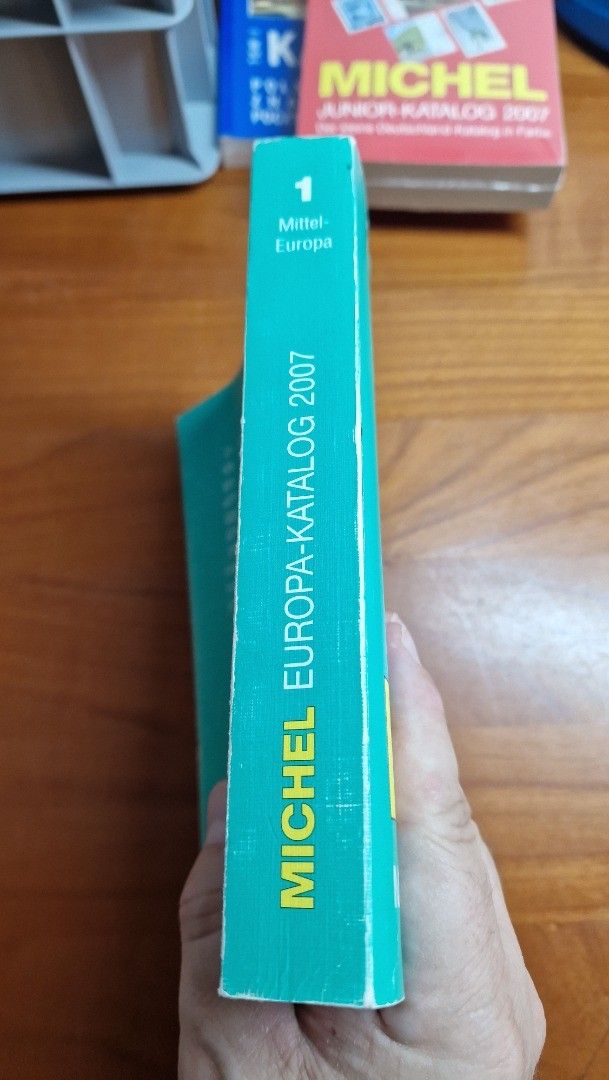 MICHEL
JUNIOR-KATALOG 2007
1
Mittel-
Europa
MICHEL EUROPA-KATALOG 2007